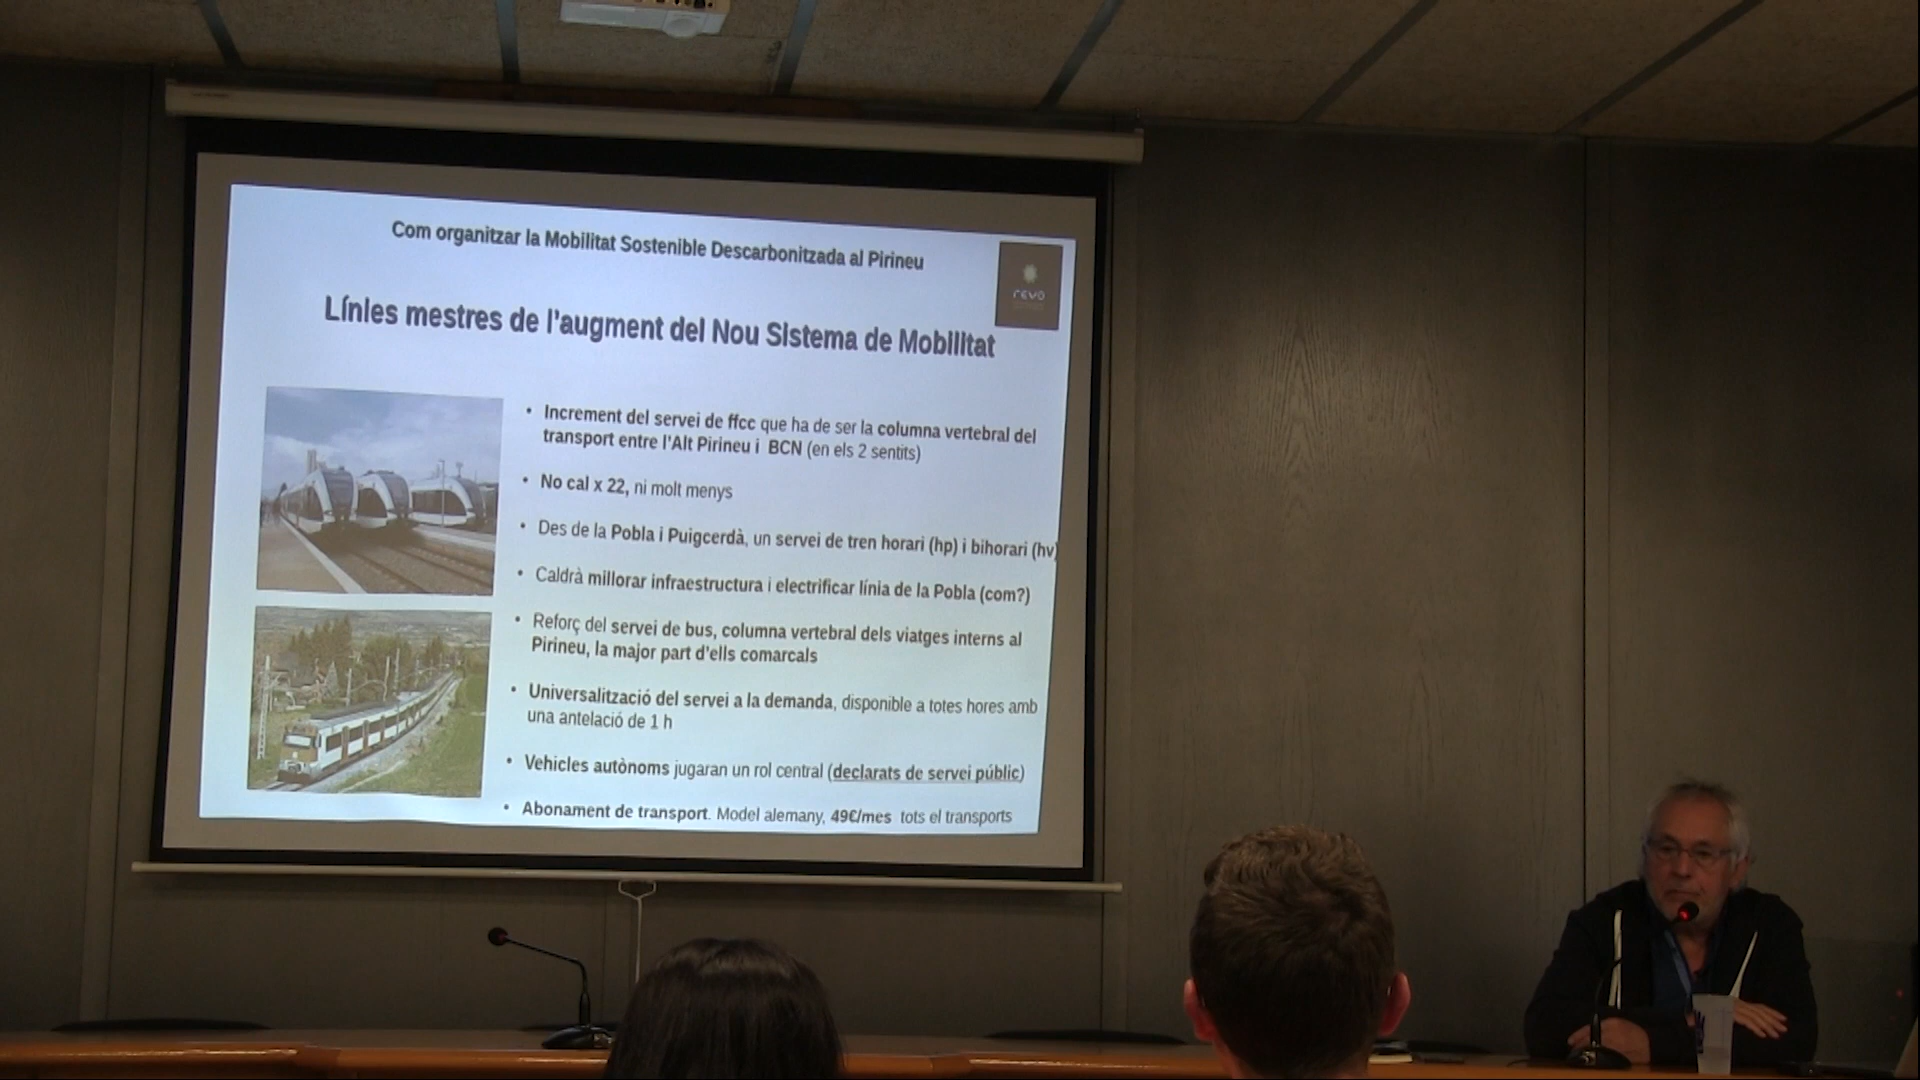 Com organitzar la Mobilitat Sostenible Descarbonitzada al Pirineu
revo
Línies mestres de l'augment del Nou Sistema de Mobilitat
• Increment del servei de ffcc que ha de ser la columna vertebral del
transport entre l'Alt Pirineu i BCN (en els 2 sentits)
• No cal x 22, ni molt menys
• Des de la Pobla i Puigcerdà, un servei de tren horari (hp) i bihorari (hv)
• Caldrà millorar infraestructura i electrificar línia de la Pobla (com?)
• Reforç del servei de bus, columna vertebral dels viatges interns al
Pirineu, la major part d'ells comarcals
• Universalització del servei a la demanda, disponible a totes hores amb
una antelació de 1 h
• Vehicles autònoms jugaran un rol central (declarats de servei públic)
• Abonament de transport. Model alemany, 49€/mes tots el transports